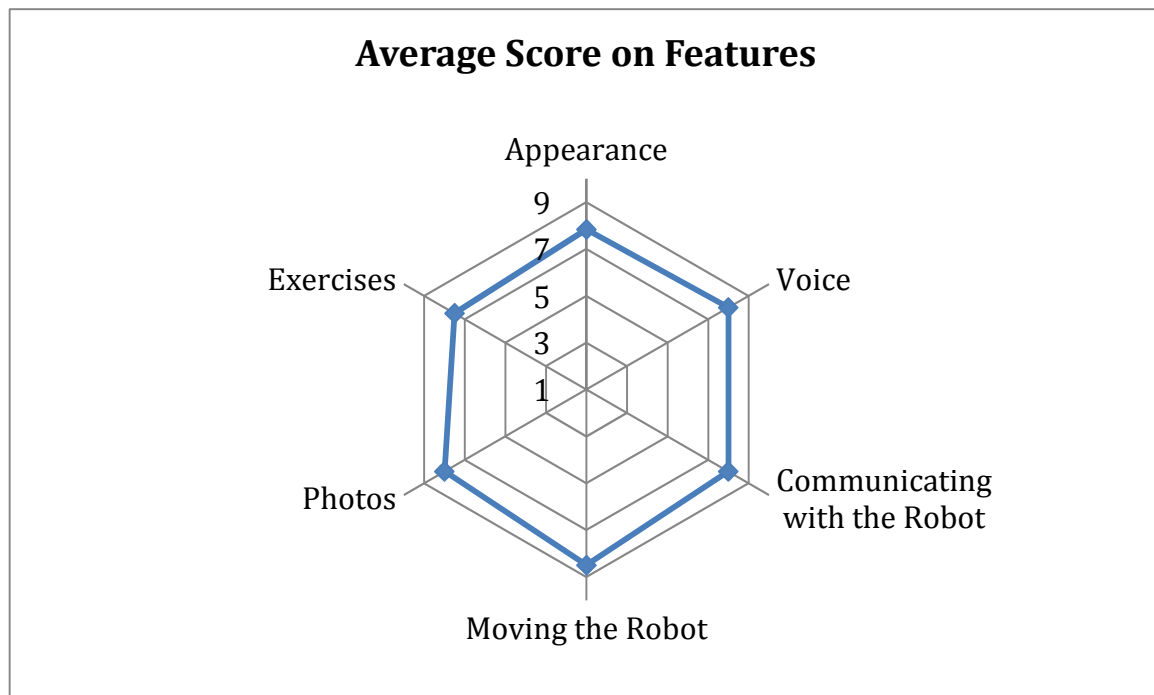 Average Score on Features
Appearance
9
7
5
3
1
Exercises
Voice
Photos
Communicating
with the Robot
Moving the Robot